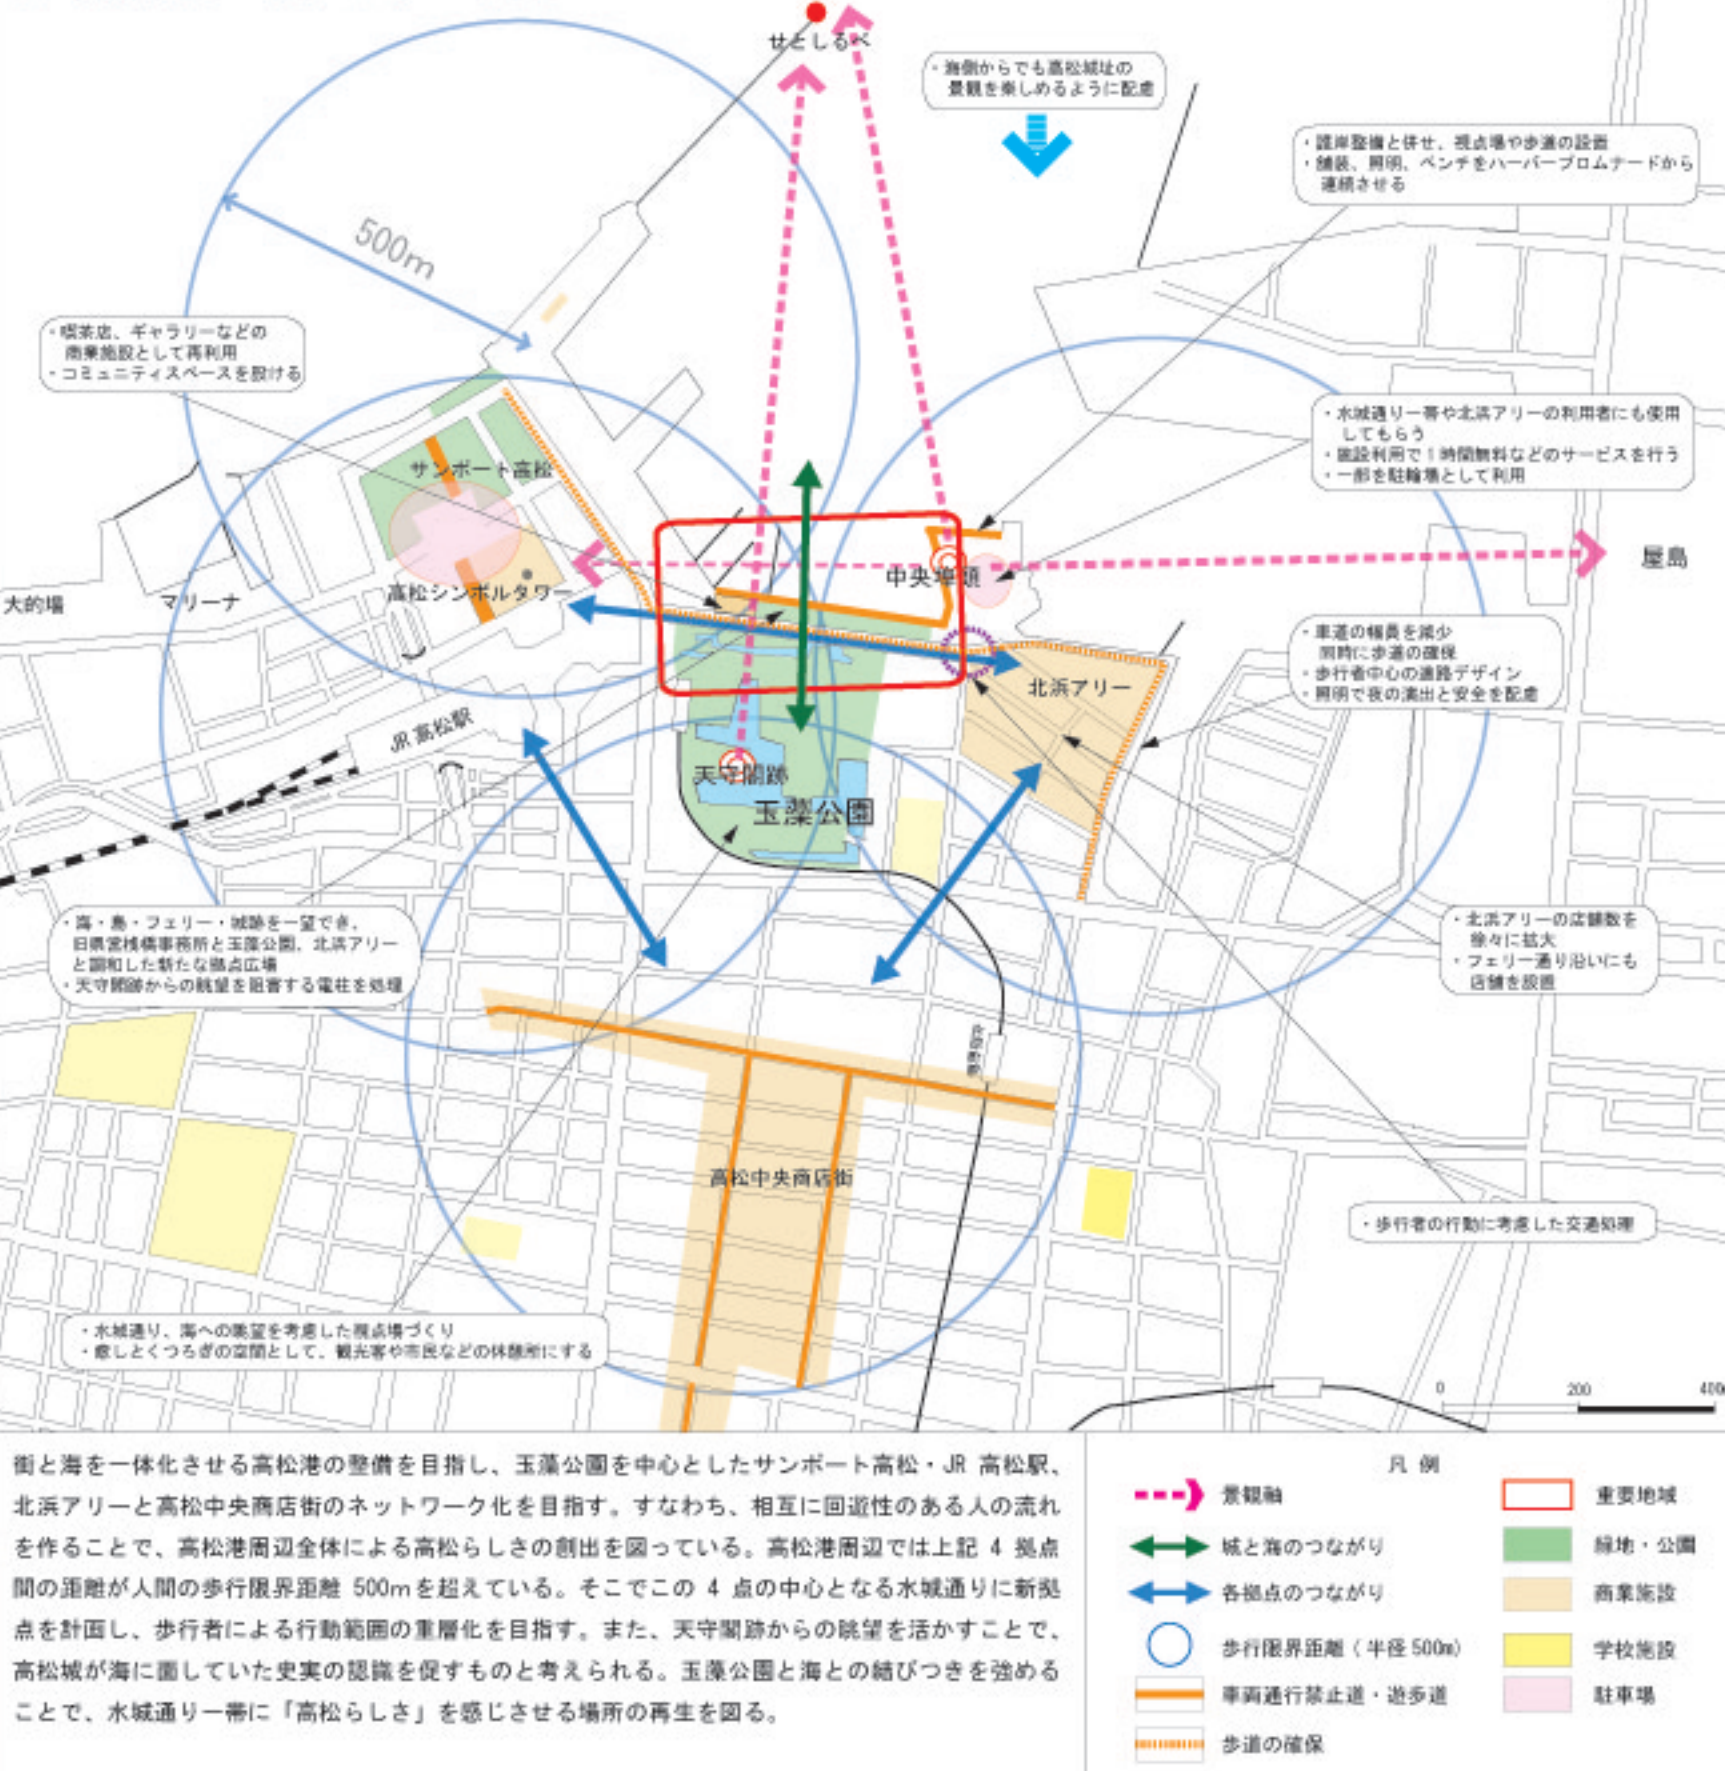 せとしるべ
・海側からでも高松城址の
景観を楽しめるように配慮
・護岸整備と併せ、視点場や歩道の設置
・舗装、照明、ベンチをハーバープロムナードから
連続させる
500m
・喫茶店、ギャラリーなどの
商業施設として再利用
・コミュニティスペースを設ける
・水城通り一帯や北浜アリーの利用者にも使用
してもらう
・施設利用で1時間無料などのサービスを行う
・一部を駐輪場として利用
サンポート高松
中央埠頭
屋島
高松シンボルタワー
大的場
マリーナ
・車道の幅員を減少
同時に歩道の確保
・歩行者中心の道路デザイン
・照明で夜の演出と安全を配慮
北浜アリー
JR高松駅
天守閣跡
玉藻公園
・海・島・フェリー・城跡を一望でき、
旧県営桟橋事務所と玉藻公園、北浜アリー
と調和した新たな拠点広場
・天守閣跡からの眺望を阻害する電柱を処理
・北浜アリーの店舗数を
徐々に拡大
・フェリー通り沿いにも
店舗を設置
高松中央商店街
・歩行者の行動に考慮した交通処理
・水城通り、海への眺望を考慮した視点場づくり
・癒しとくつろぎの空間として、観光客や市民などの休憩所にする
0 200 400
街と海を一体化させる高松港の整備を目指し、玉藻公園を中心としたサンポート高松・JR 高松駅、
北浜アリーと高松中央商店街のネットワーク化を目指す。すなわち、相互に回遊性のある人の流れ
を作ることで、高松港周辺全体による高松らしさの創出を図っている。高松港周辺では上記 4 拠点
間の距離が人間の歩行限界距離 500mを超えている。そこでこの 4 点の中心となる水城通りに新拠
点を計画し、歩行者による行動範囲の重層化を目指す。また、天守閣跡からの眺望を活かすことで、
高松城が海に面していた史実の認識を促すものと考えられる。玉藻公園と海との結びつきを強める
ことで、水城通り一帯に「高松らしさ」を感じさせる場所の再生を図る。
凡 例
景観軸
城と海のつながり
各拠点のつながり
歩行限界距離(半径500m)
車両通行禁止道・遊歩道
歩道の確保
重要地域
緑地・公園
商業施設
学校施設
駐車場